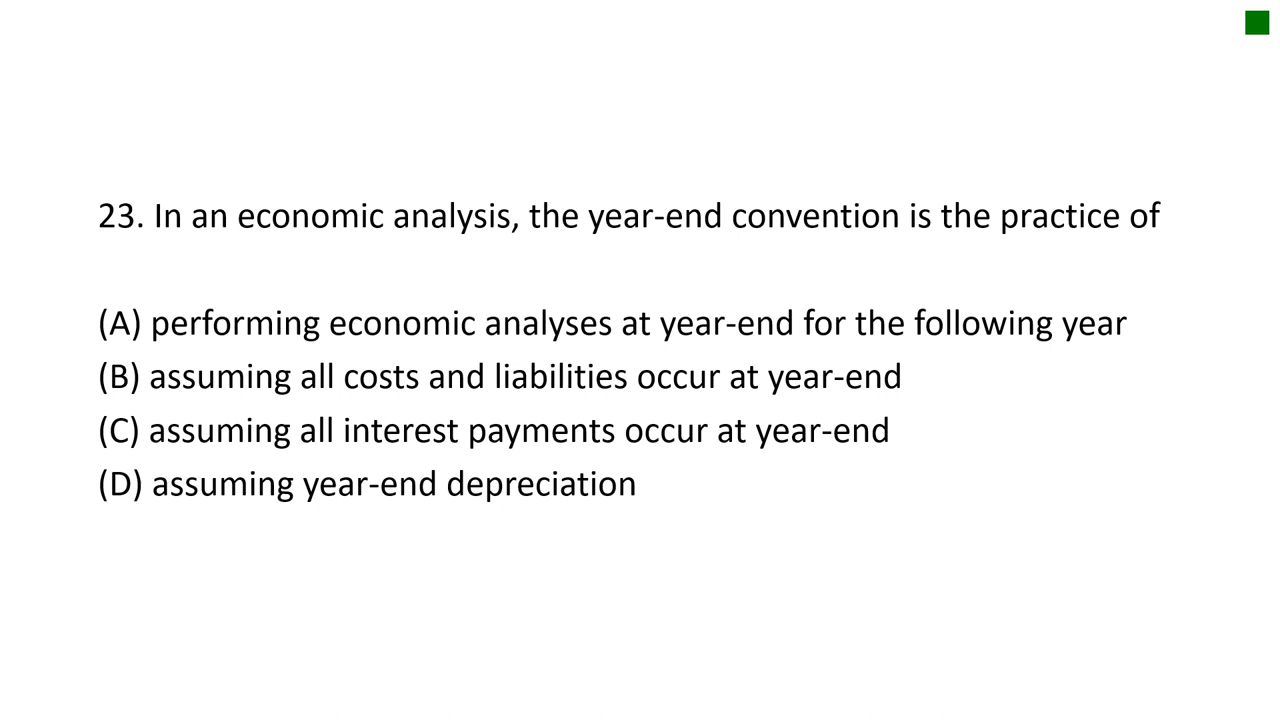 23. In an economic analysis, the year-end convention is the practice of
(A) performing economic analyses at year-end for the following year
(B) assuming all costs and liabilities occur at year-end
(C) assuming all interest payments occur at year-end
(D) assuming year-end depreciation